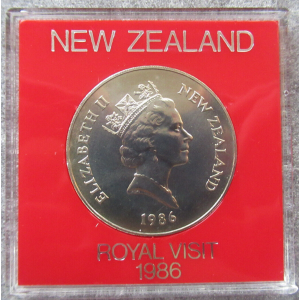 NEW ZEALAND
ELIZABETH II
NEW ZEALAND
1986
ROYAL VISIT
1986